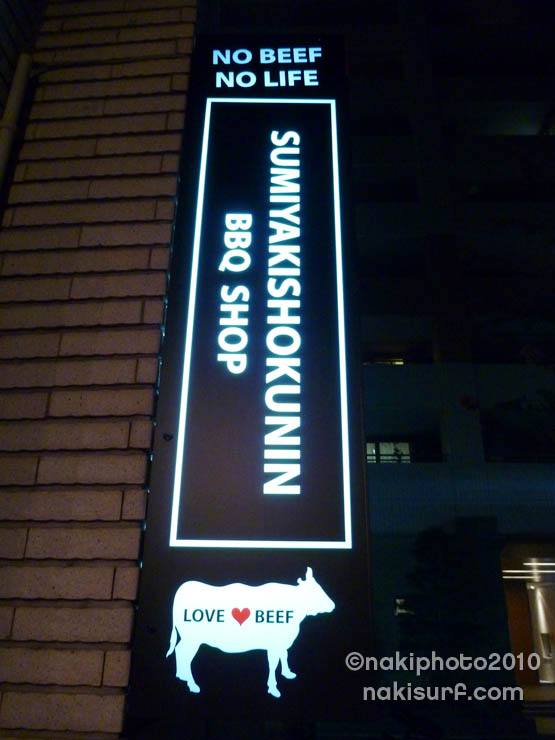 NO BEEF
NO LIFE
SUMIYAKISHOKUNIN
BBQ SHOP
LOVE ❤ BEEF
©nakiphoto2010
nakisurf.com